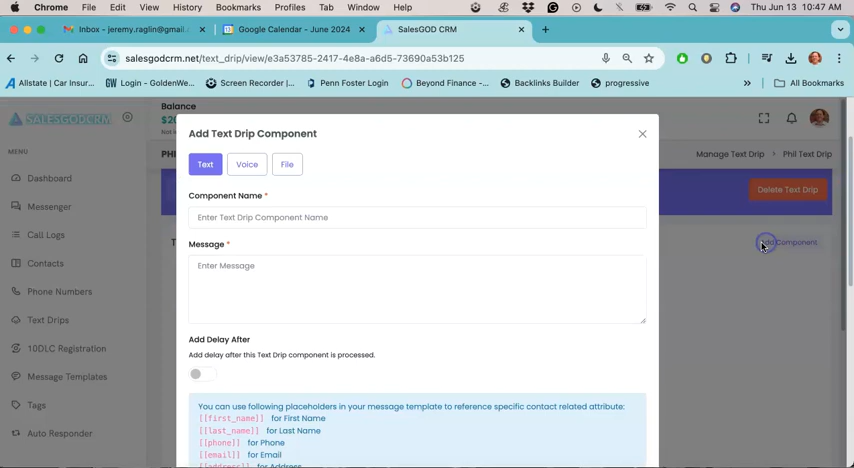 Chrome File Edit View History Bookmarks Profiles Tab Window Help Thu Jun 13 10:47 AM
Inbox - jeremy.raglin@gmail. Google Calendar - June 2024 SalesGOD CRM
salesgodcrm.net/text_drip/view/e3a53785-2417-4e8a-a6d5-73690a53b125
Allstate | Car Insur... Login – GoldenWe... Screen Recorder |... Penn Foster Login Beyond Finance –... Backlinks Builder progressive » All Bookmarks
SALESGODCRM
Balance
MENU
Dashboard
Messenger
Call Logs
Contacts
Phone Numbers
Text Drips
10DLC Registration
Message Templates
Tags
Auto Responder
Manage Text Drip > Phil Text Drip
Delete Text Drip
Component
Add Text Drip Component
Text Voice File
Component Name *
Enter Text Drip Component Name
Message *
Enter Message
Add Delay After
Add delay after this Text Drip component is processed.
You can use following placeholders in your message template to reference specific contact related attribute:
[[first_name]] for First Name
[[last_name]] for Last Name
[[phone]] for Phone
[[email]] for Email
[[address]] for Address